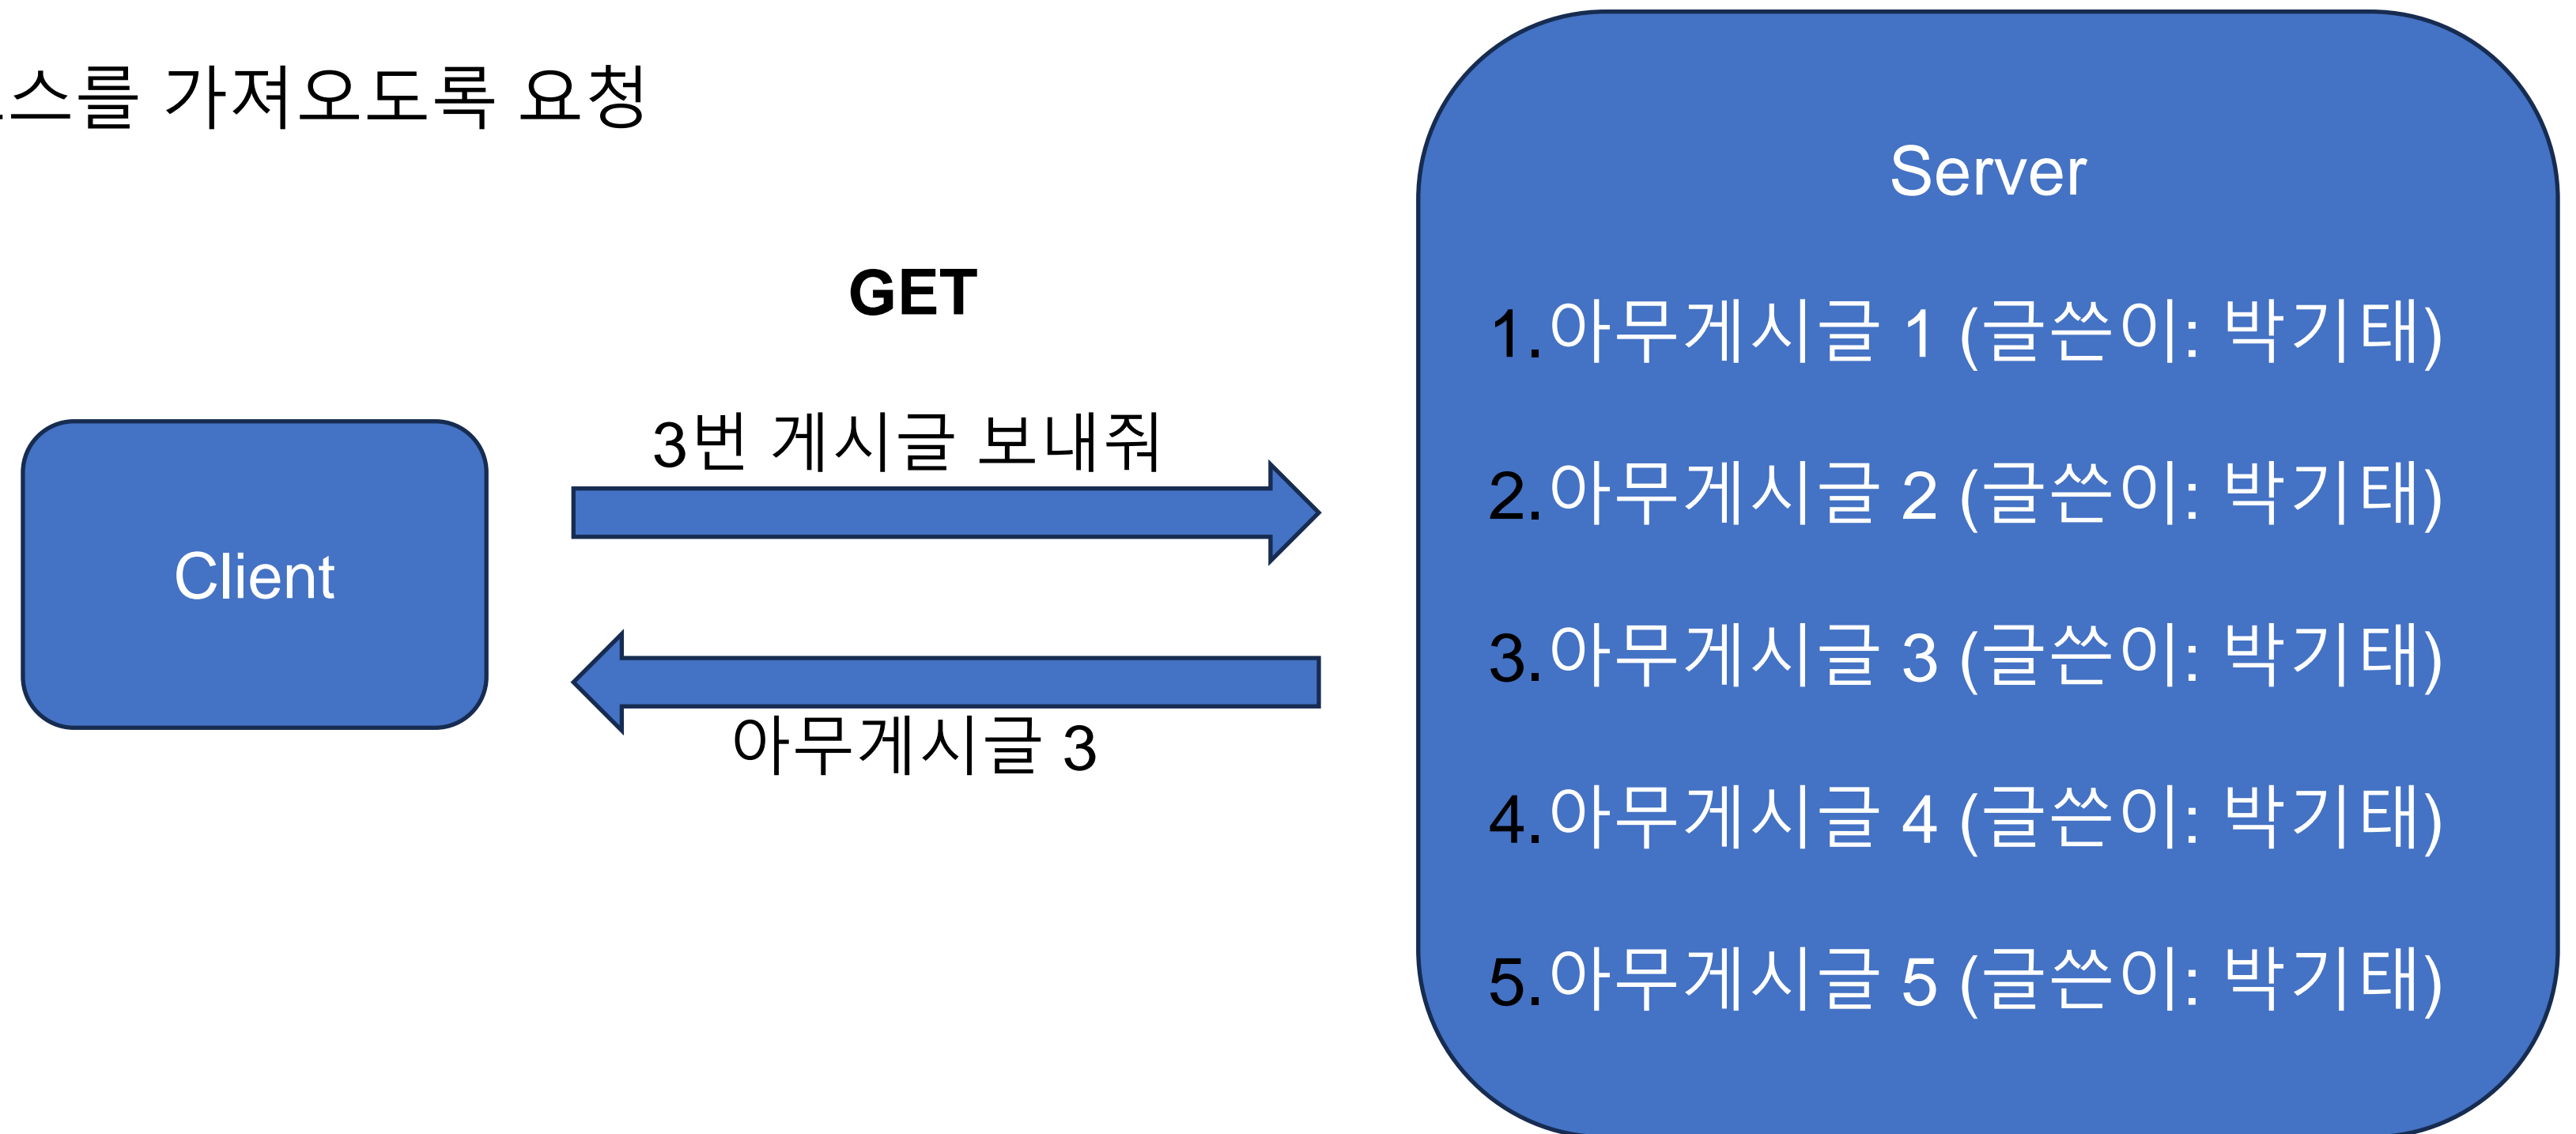 스를 가져오도록 요청
Server
GET
1.아무게시글 1 (글쓴이: 박기태)
3번 게시글 보내줘
2.아무게시글 2 (글쓴이: 박기태)
Client
3.아무게시글 3 (글쓴이: 박기태)
아무게시글 3
4.아무게시글 4 (글쓴이: 박기태)
5.아무게시글 5 (글쓴이: 박기태)